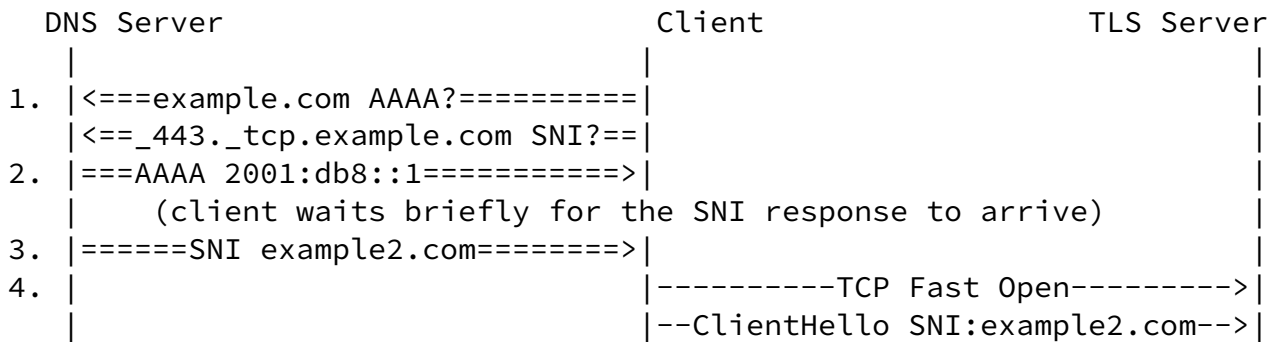 DNS Server                           Client                    TLS Server
    |                                   |                                     |
1. |<===example.com AAAA?==========|                                     |
   |<==_443._tcp.example.com SNI?==|                                     |
2. |===AAAA 2001:db8::1===========>|                                     |
   |    (client waits briefly for the SNI response to arrive)        |
3. |======SNI example2.com========>|                                     |
4. |                                   |----------TCP Fast Open--------->|
   |                                   |--ClientHello SNI:example2.com-->|